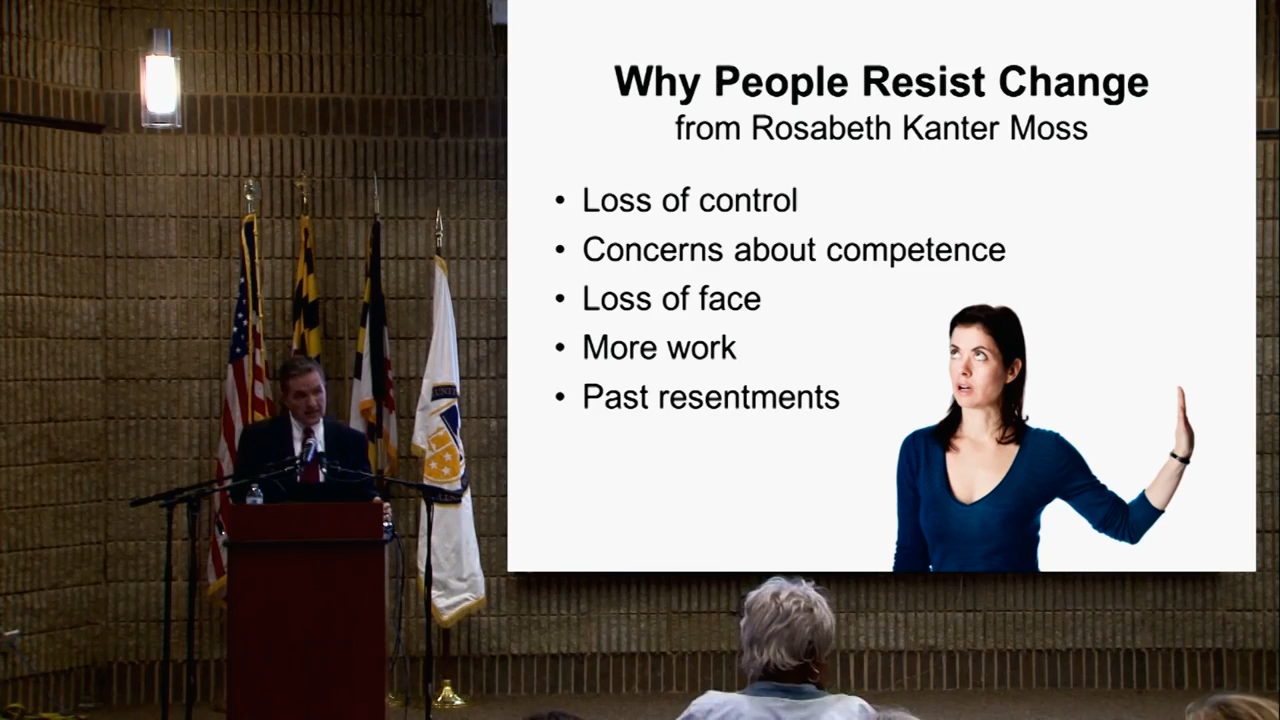 Why People Resist Change
from Rosabeth Kanter Moss
• Loss of control
• Concerns about competence
• Loss of face
• More work
• Past resentments